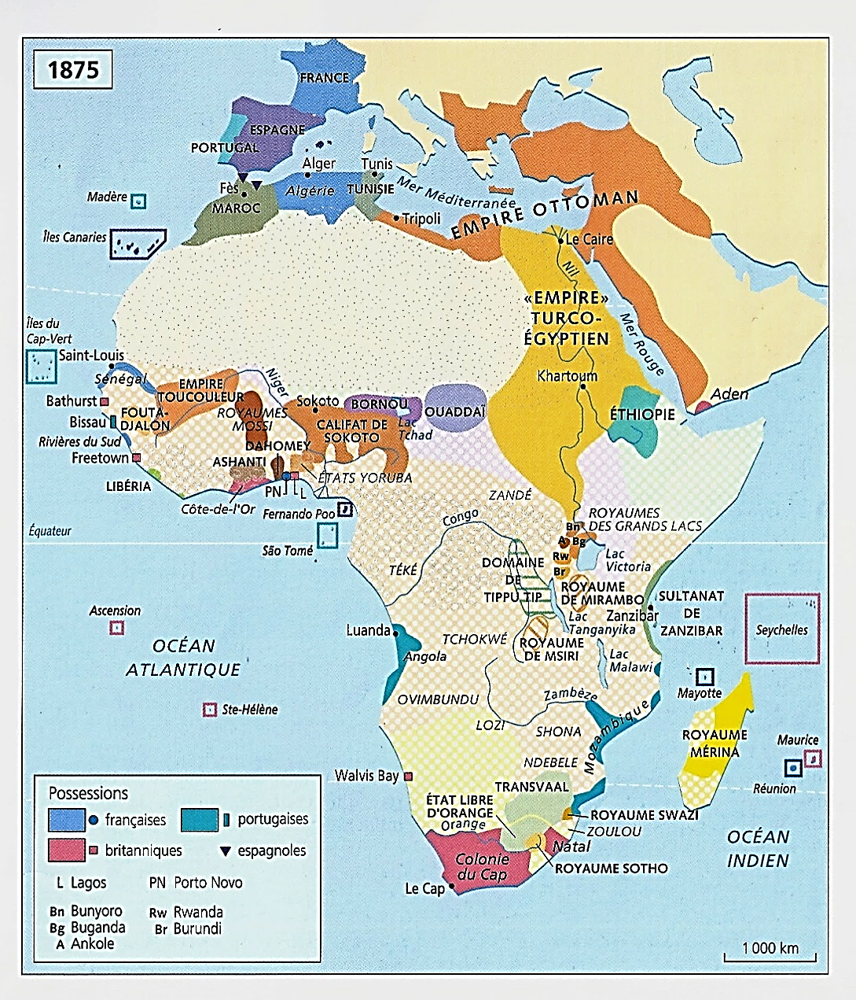 1875
FRANCE
ESPAGNE
PORTUGAL
Alger
Tunis
Fès
Algérie
TUNISIE
Mer Méditerranée
MAROC
Madère
Tripoli
EMPIRE OTTOMAN
Îles Canaries
Le Caire
Nil
«EMPIRE»
TURCO-
ÉGYPTIEN
Mer Rouge
Îles du
Cap-Vert
Saint-Louis
Sénégal
Niger
Khartoum
EMPIRE
TOUCOULEUR
Aden
Bathurst
Sokoto
BORNOU
OUADDAÏ
FOUTA-
DJALON
ROYAUMES
MOSSI
ÉTHIOPIE
Bissau
CALIFAT DE
SOKOTO
Lac
Tchad
Rivières du Sud
DAHOMEY
Freetown
ASHANTI
ÉTATS YORUBA
LIBÉRIA
PN
L
Côte-de-l'Or
Fernando Poo
ZANDÉ
Congo
ROYAUMES
DES GRANDS LACS
Équateur
Bn
A
Bg
São Tomé
Rw
Lac
Victoria
DOMAINE
DE
TIPPU TIP
Br
TÉKÉ
ROYAUME
DE MIRAMBO
SULTANAT
DE
ZANZIBAR
Ascension
Zanzibar
Lac
Tanganyika
Luanda
Seychelles
TCHOKWÉ
ROYAUME
DE MSIRI
OCÉAN
ATLANTIQUE
Angola
Lac
Malawi
Mayotte
OVIMBUNDU
Zambèze
Ste-Hélène
LOZI
SHONA
Mozambique
ROYAUME
MÉRINA
Maurice
NDEBELE
Walvis Bay
Réunion
TRANSVAAL
ÉTAT LIBRE
D'ORANGE
Orange
ROYAUME SWAZI
ZOULOU
OCÉAN
INDIEN
Natal
Colonie
du Cap
ROYAUME SOTHO
Le Cap
Possessions
françaises
portugaises
britanniques
espagnoles
L Lagos
PN Porto Novo
Bn Bunyoro
Rw Rwanda
Bg Buganda
Br Burundi
A Ankole
1 000 km